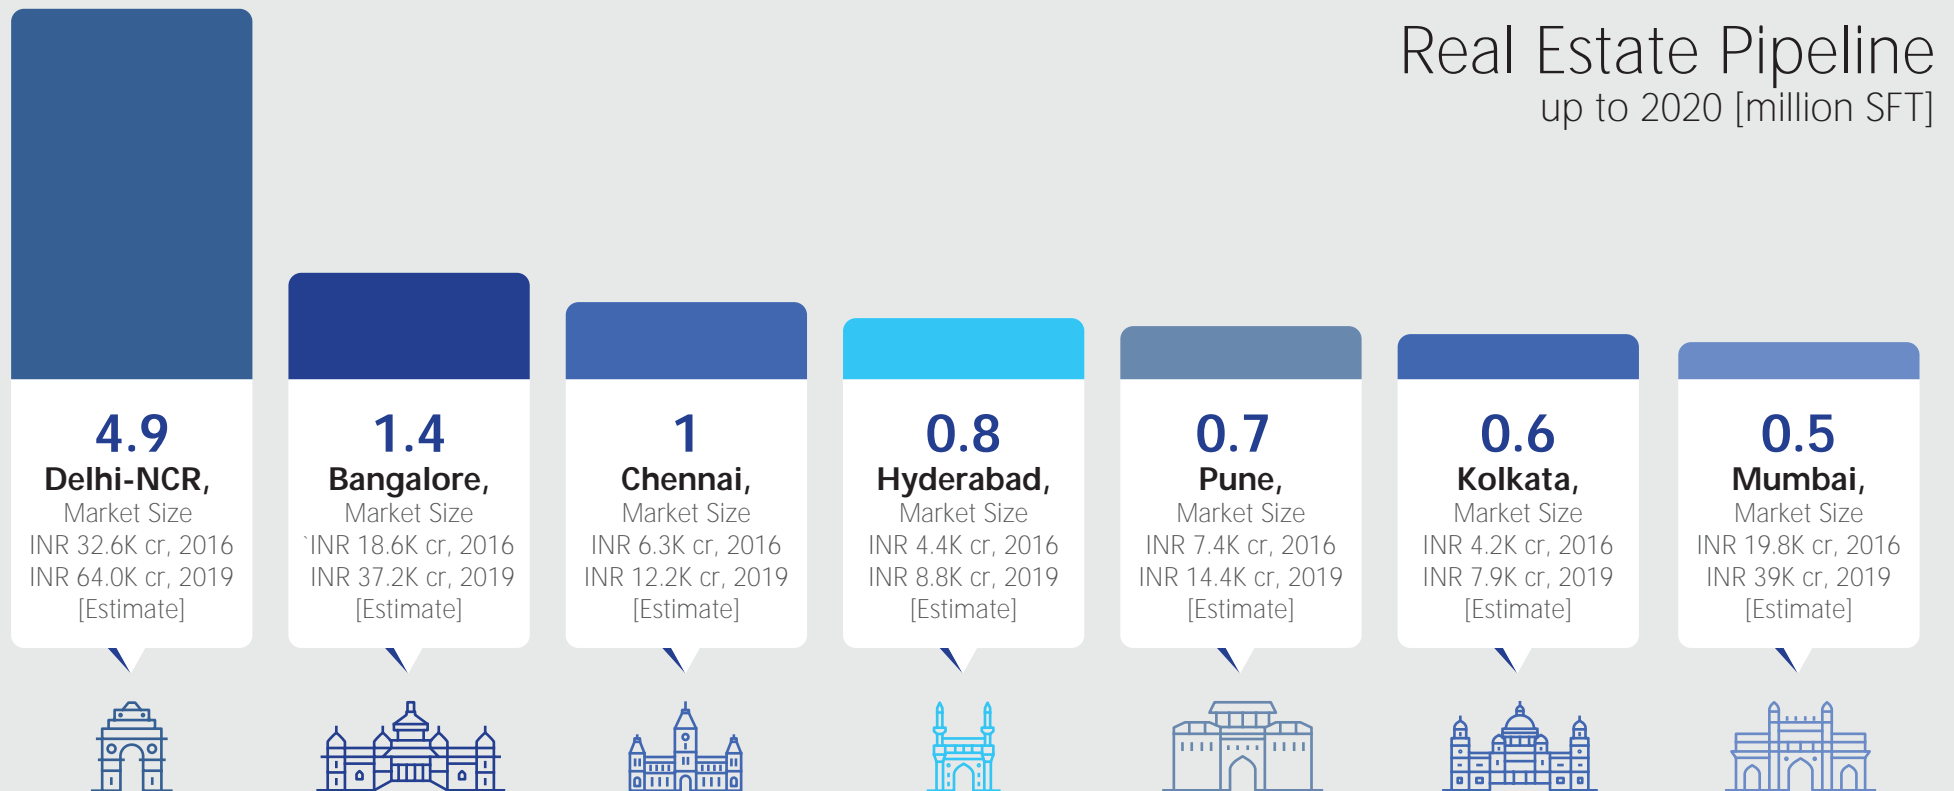 Real Estate Pipeline
up to 2020 [million SFT]
4.9
Delhi-NCR,
Market Size
INR 32.6K cr, 2016
INR 64.0K cr, 2019
[Estimate]
1.4
Bangalore,
Market Size
`INR 18.6K cr, 2016
INR 37.2K cr, 2019
[Estimate]
1
Chennai,
Market Size
INR 6.3K cr, 2016
INR 12.2K cr, 2019
[Estimate]
0.8
Hyderabad,
Market Size
INR 4.4K cr, 2016
INR 8.8K cr, 2019
[Estimate]
0.7
Pune,
Market Size
INR 7.4K cr, 2016
INR 14.4K cr, 2019
[Estimate]
0.6
Kolkata,
Market Size
INR 4.2K cr, 2016
INR 7.9K cr, 2019
[Estimate]
0.5
Mumbai,
Market Size
INR 19.8K cr, 2016
INR 39K cr, 2019
[Estimate]